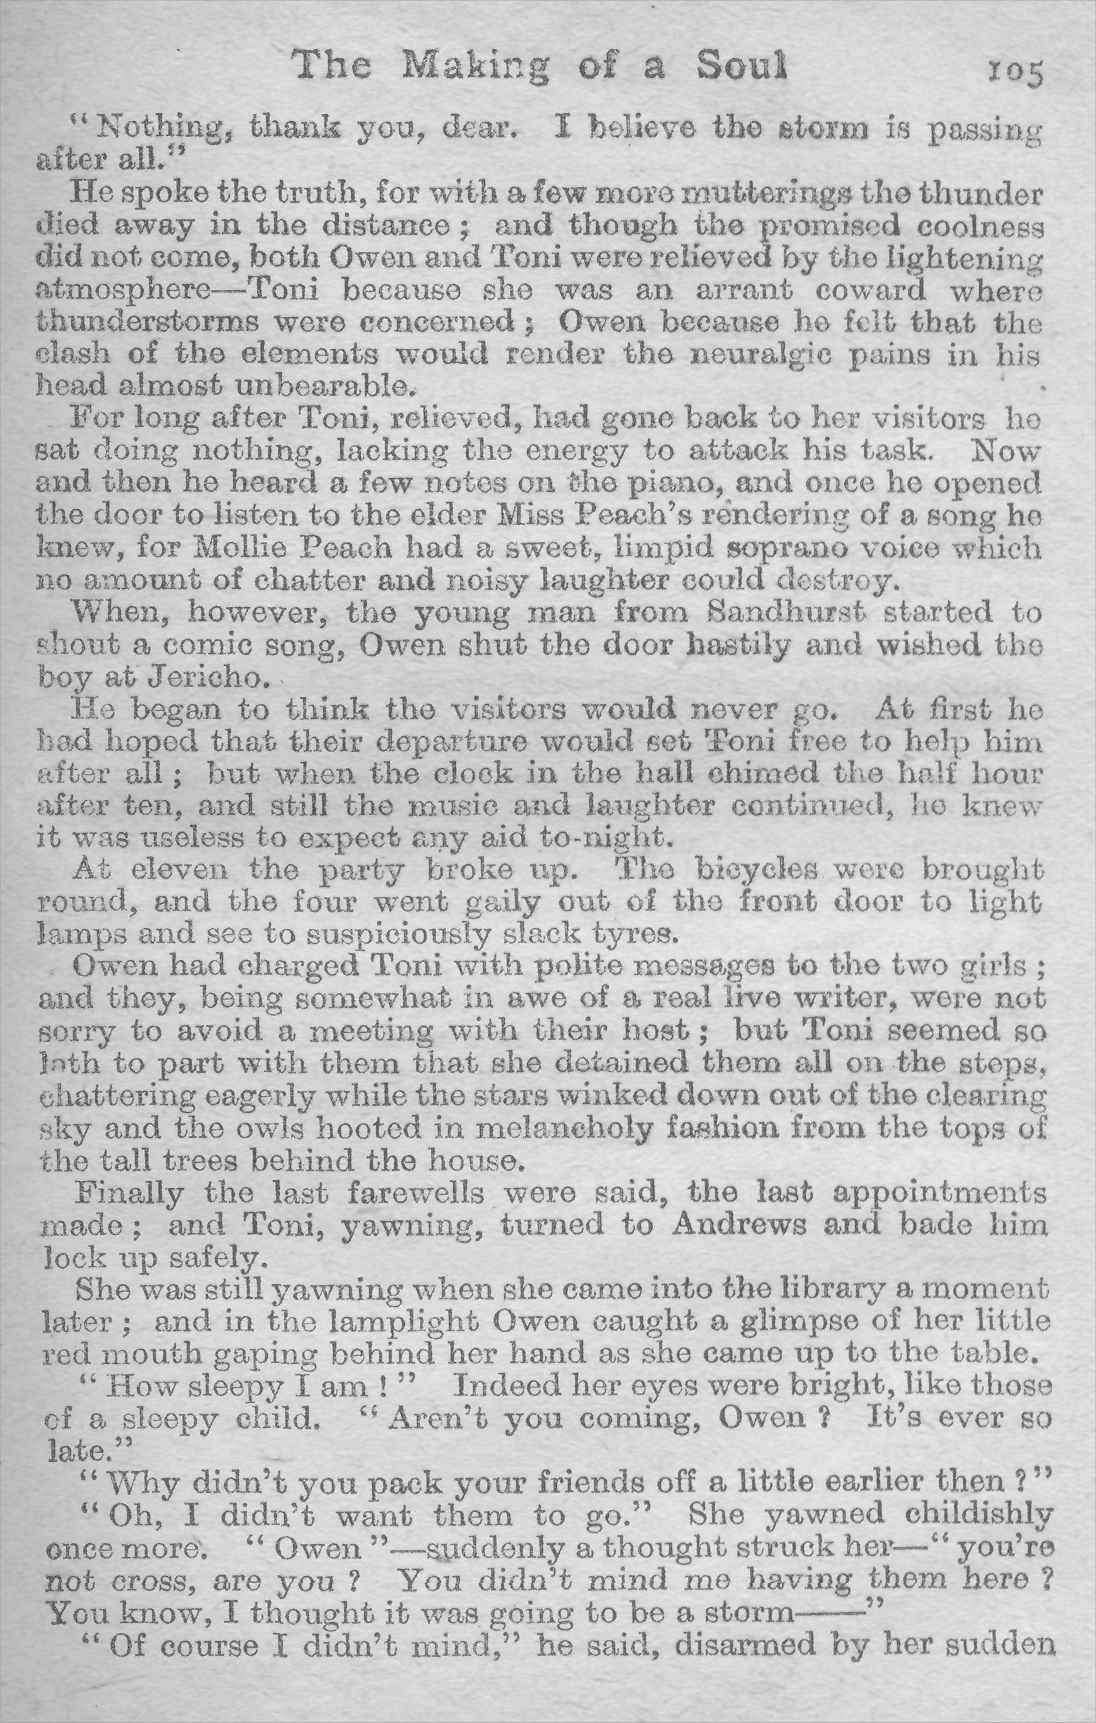 The Making of a Soul 105
“Nothing, thank you, dear. I believe the storm is passing
after all.”
He spoke the truth, for with a few more mutterings the thunder
died away in the distance; and though the promised coolness
did not come, both Owen and Toni were relieved by the lightening
atmosphere—Toni because she was an arrant coward where
thunderstorms were concerned; Owen because he felt that the
clash of the elements would render the neuralgic pains in his
head almost unbearable.
For long after Toni, relieved, had gone back to her visitors he
sat doing nothing, lacking the energy to attack his task. Now
and then he heard a few notes on the piano, and once he opened
the door to listen to the elder Miss Peach’s rendering of a song he
knew, for Mollie Peach had a sweet, limpid soprano voice which
no amount of chatter and noisy laughter could destroy.
When, however, the young man from Sandhurst started to
shout a comic song, Owen shut the door hastily and wished the
boy at Jericho.
He began to think the visitors would never go. At first he
had hoped that their departure would set Toni free to help him
after all; but when the clock in the hall chimed the half hour
after ten, and still the music and laughter continued, he knew
it was useless to expect any aid to-night.
At eleven the party broke up. The bicycles were brought
round, and the four went gaily out of the front door to light
lamps and see to suspiciously slack tyres.
Owen had charged Toni with polite messages to the two girls;
and they, being somewhat in awe of a real live writer, were not
sorry to avoid a meeting with their host; but Toni seemed so
loth to part with them that she detained them all on the steps,
chattering eagerly while the stars winked down out of the clearing
sky and the owls hooted in melancholy fashion from the tops of
the tall trees behind the house.
Finally the last farewells were said, the last appointments
made; and Toni, yawning, turned to Andrews and bade him
lock up safely.
She was still yawning when she came into the library a moment
later; and in the lamplight Owen caught a glimpse of her little
red mouth gaping behind her hand as she came up to the table.
“How sleepy I am!” Indeed her eyes were bright, like those
of a sleepy child. “Aren’t you coming, Owen? It’s ever so
late.”
“Why didn’t you pack your friends off a little earlier then?”
“Oh, I didn’t want them to go.” She yawned childishly
once more. “Owen”—suddenly a thought struck her—“you’re
not cross, are you? You didn’t mind me having them here?
You know, I thought it was going to be a storm——”
“Of course I didn’t mind,” he said, disarmed by her sudden